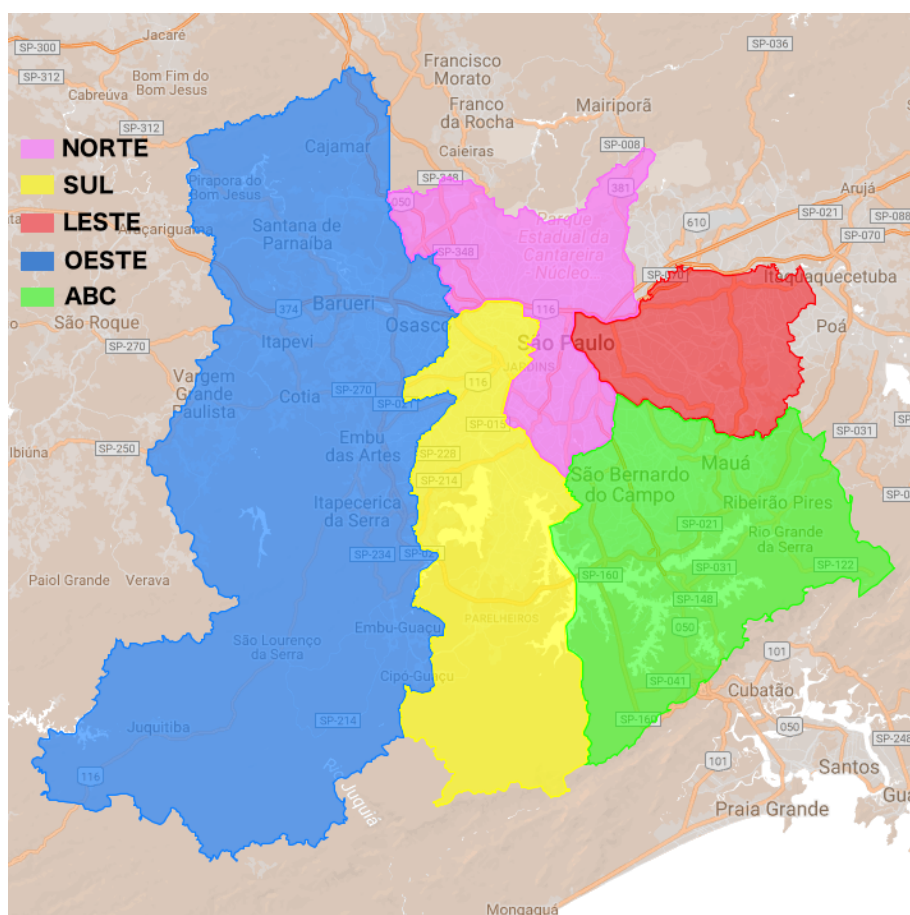 Jacaré
SP-300
SP-036
Francisco
Morato
SP-312
Bom Fim do
Bom Jesus
Cabreúva
Franco
da Rocha
Mairiporã
SP-312
Cajamar
SP-008
NORTE
Caieiras
SP-348
Pirapora do
Bom Jesus
381
Arujá
SUL
050
SP-021
SP-088
610
LESTE
Araçariguama
Santana de
Parnaíba
Parque
Estadual da
Cantareira
- Núcleo...
SP-070
SP-348
OESTE
SP-070
Itaquaquecetuba
ABC
374
Barueri
116
São Roque
Osasco
Poá
SP-270
Itapevi
São Paulo
JARDINS
Vargem
Grande
Paulista
116
Cotia
SP-270
SP-021
SP-015
SP-031
Ibiúna
SP-250
Embu
das Artes
SP-228
Mauá
São Bernardo
do Campo
SP-214
Itapecerica
da Serra
Ribeirão Pires
SP-021
Rio Grande
da Serra
SP-234
SP-122
Paiol Grande
Verava
SP-160
SP-031
SP-148
PARELHEIROS
Embu-Guaçu
050
São Lourenço
da Serra
101
Cipó-Guaçu
SP-041
Cubatão
Juquitiba
SP-214
SP-160
050
SP-248
116
Rio Juquiá
101
Santos
Gua
Praia Grande
Mongaguá